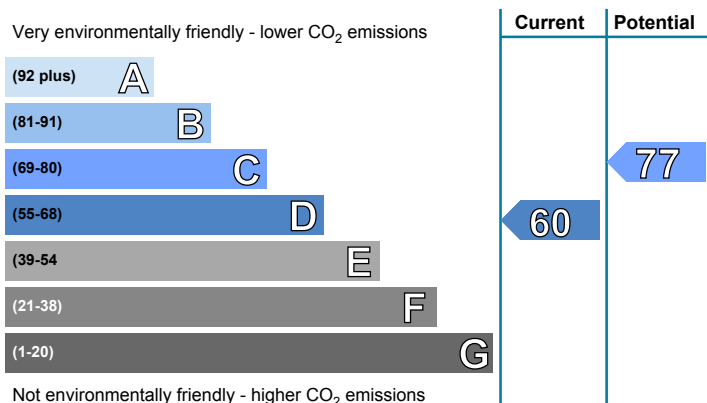 Very environmentally friendly - lower CO₂ emissions
Current
Potential
(92 plus) A
(81-91) B
(69-80) C
77
(55-68) D
60
(39-54 E
(21-38) F
(1-20) G
Not environmentally friendly - higher CO₂ emissions